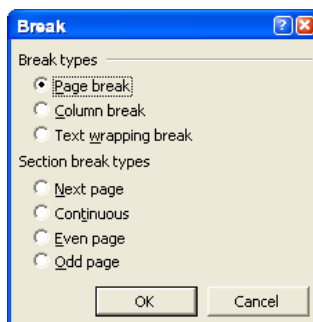 Break
Break types
Page break
Column break
Text wrapping break
Section break types
Next page
Continuous
Even page
Odd page
OK Cancel